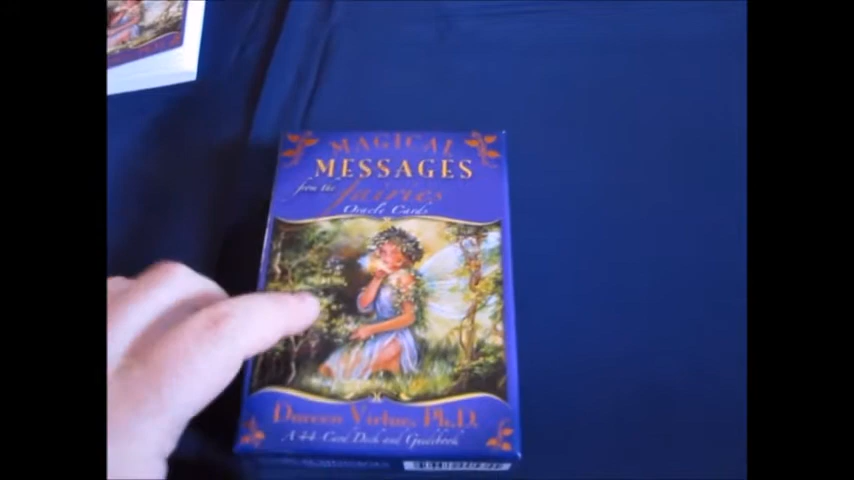 MAGICAL
MESSAGES
from the
fairies
Oracle Cards
Doreen Virtue, Ph.D.
A 44-Card Deck and Guidebook